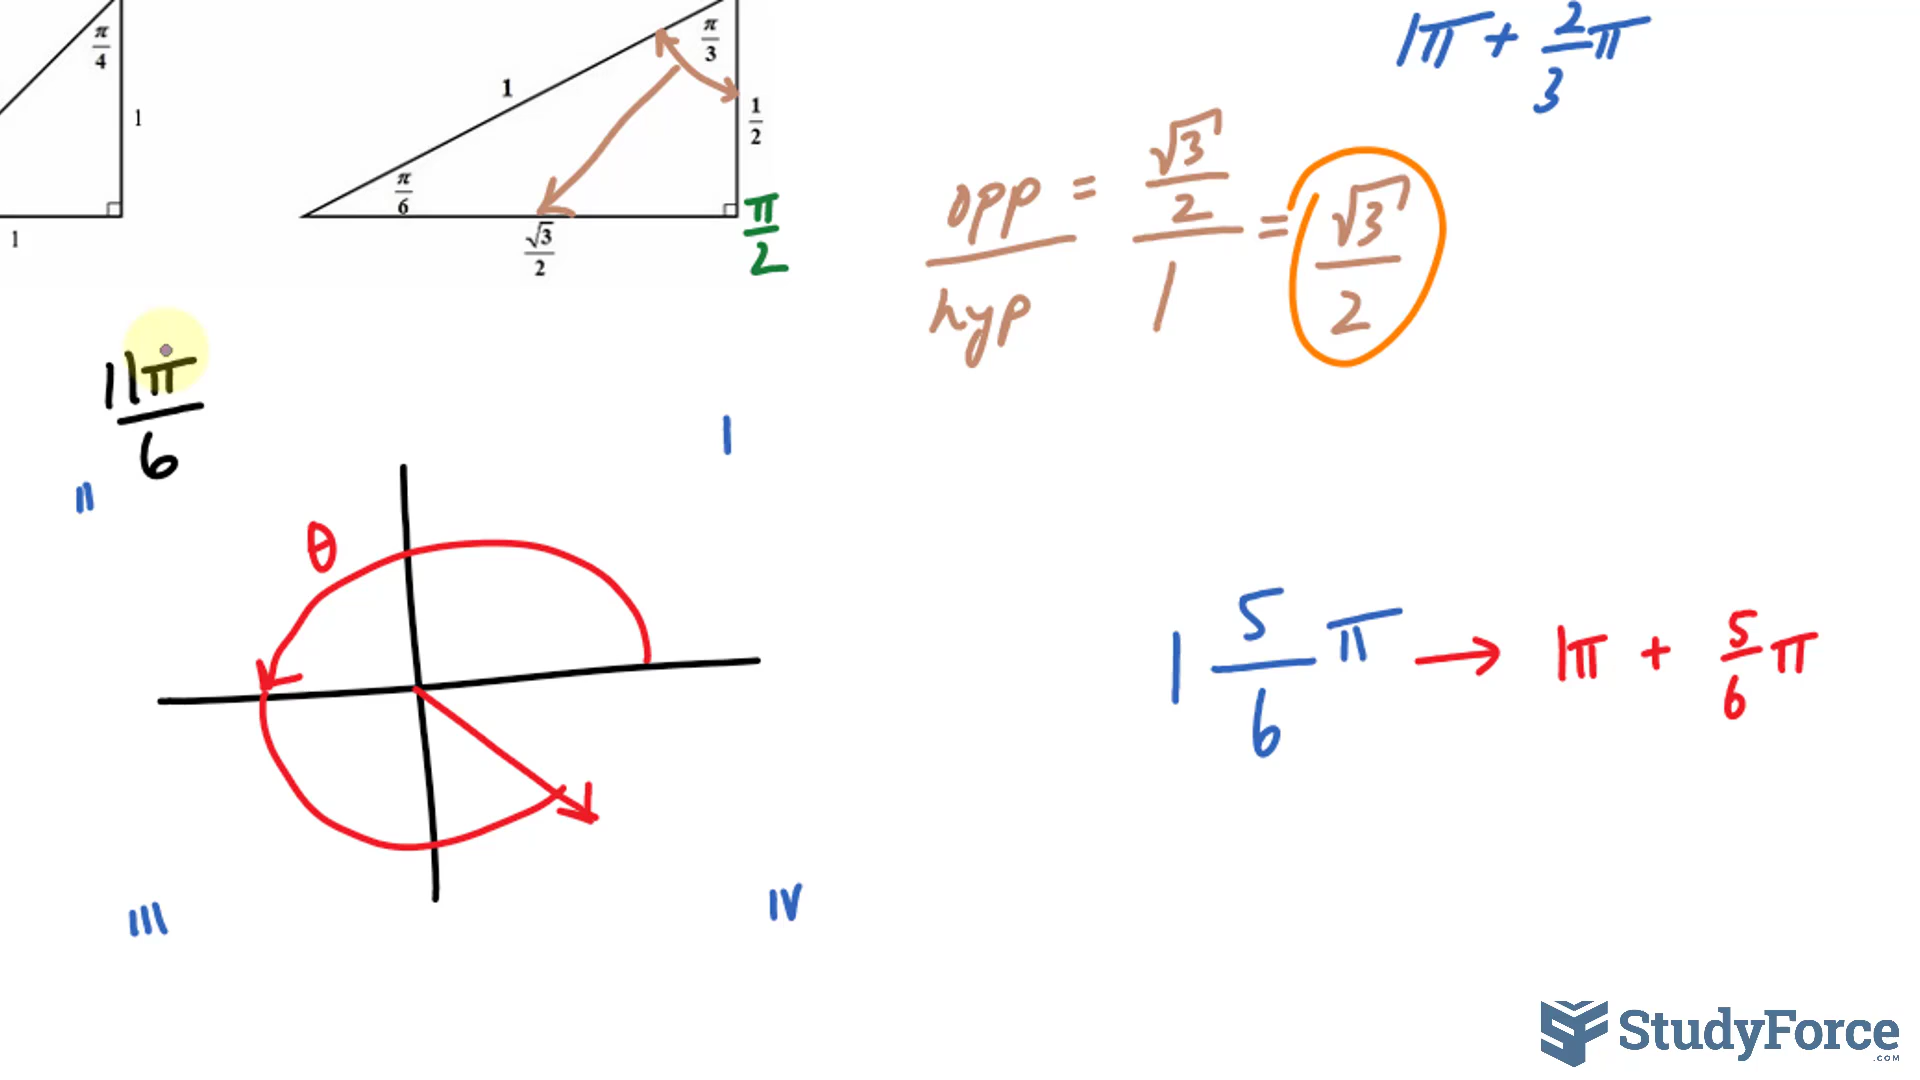 π/4
1
1
1
π/3
1/2
π/6
√3/2
π/2
1π + 2/3 π
opp/hyp = (√3/2)/1 = √3/2
11π/6
I
II
θ
1 5/6 π → 1π + 5/6 π
III
IV
StudyForce
.COM